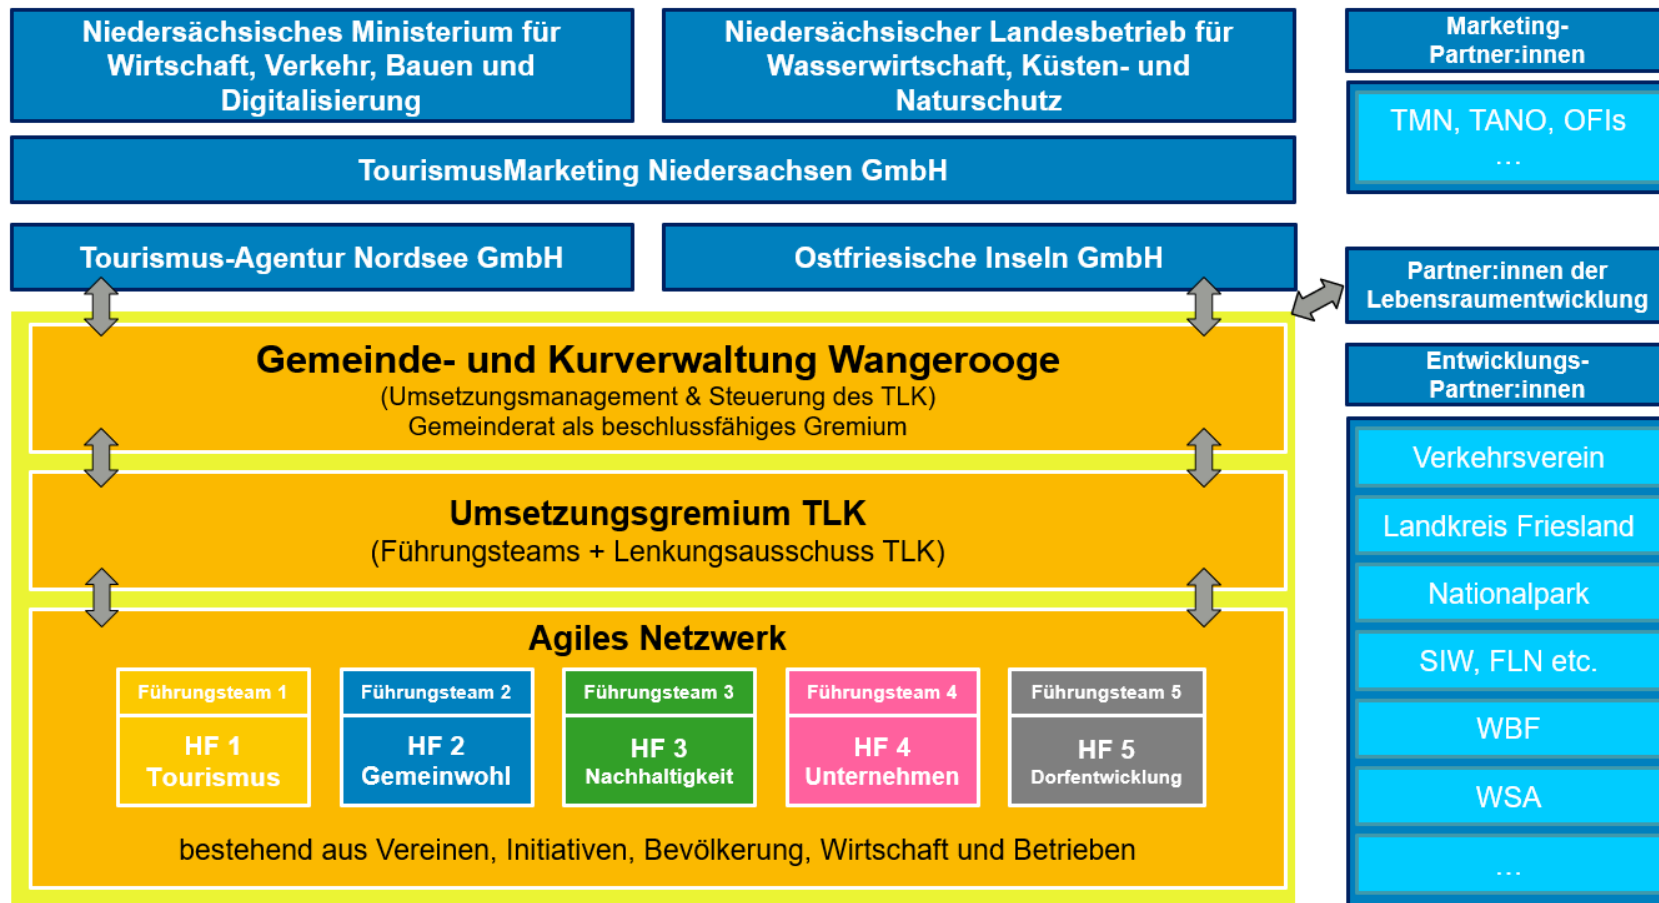 Niedersächsisches Ministerium für
Wirtschaft, Verkehr, Bauen und
Digitalisierung
Niedersächsischer Landesbetrieb für
Wasserwirtschaft, Küsten- und
Naturschutz
TourismusMarketing Niedersachsen GmbH
Tourismus-Agentur Nordsee GmbH
Ostfriesische Inseln GmbH
Gemeinde- und Kurverwaltung Wangerooge
(Umsetzungsmanagement & Steuerung des TLK)
Gemeinderat als beschlussfähiges Gremium
Umsetzungsgremium TLK
(Führungsteams + Lenkungsausschuss TLK)
Agiles Netzwerk
Führungsteam 1
HF 1
Tourismus
Führungsteam 2
HF 2
Gemeinwohl
Führungsteam 3
HF 3
Nachhaltigkeit
Führungsteam 4
HF 4
Unternehmen
Führungsteam 5
HF 5
Dorfentwicklung
bestehend aus Vereinen, Initiativen, Bevölkerung, Wirtschaft und Betrieben
Marketing-
Partner:innen
TMN, TANO, OFIs
...
Partner:innen der
Lebensraumentwicklung
Entwicklungs-
Partner:innen
Verkehrsverein
Landkreis Friesland
Nationalpark
SIW, FLN etc.
WBF
WSA
...